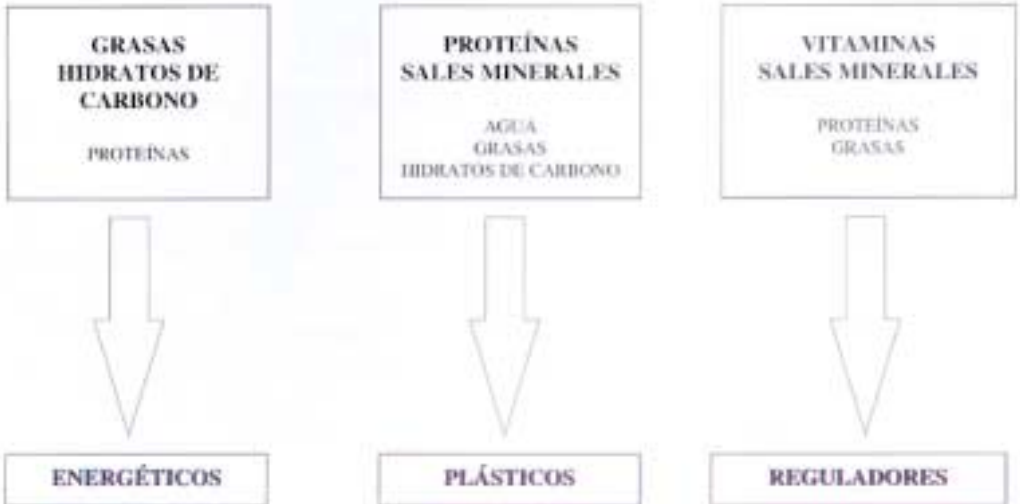 GRASAS
HIDRATOS DE
CARBONO
PROTEÍNAS
PROTEÍNAS
SALES MINERALES
AGUA
GRASAS
HIDRATOS DE CARBONO
VITAMINAS
SALES MINERALES
PROTEÍNAS
GRASAS
ENERGÉTICOS
PLÁSTICOS
REGULADORES